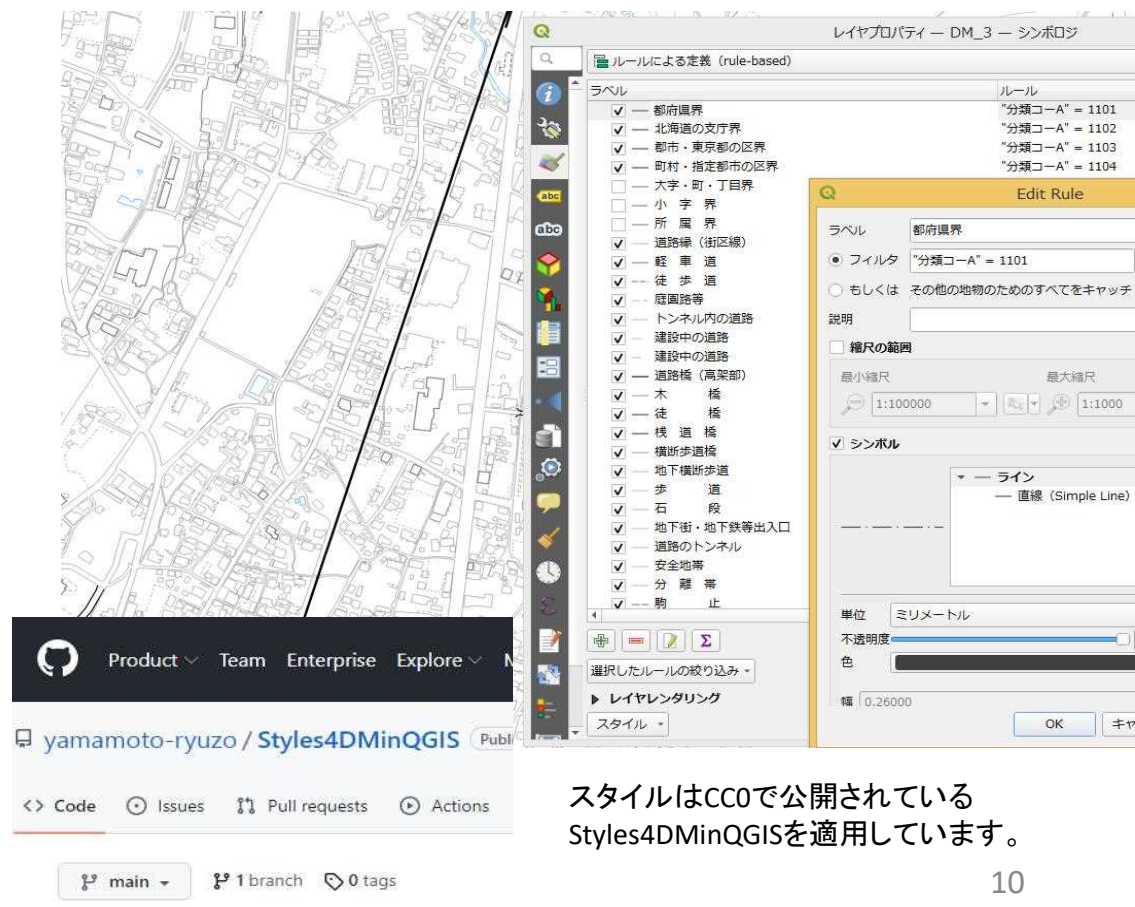 レイヤプロパティ — DM_3 — シンボロジ
ルールによる定義 (rule-based)
ラベル ルール
都府県界 "分類コーA" = 1101
北海道の支庁界 "分類コーA" = 1102
郡市・東京都の区界 "分類コーA" = 1103
町村・指定都市の区界 "分類コーA" = 1104
大字・町・丁目界
小 字 界
所 属 界
道路縁（街区線）
軽 車 道
徒 歩 道
庭園路等
トンネル内の道路
建設中の道路
建設中の道路
道路橋（高架部）
木 橋
徒 橋
桟 道 橋
横断歩道橋
地下横断歩道
歩 道
石 段
地下街・地下鉄等出入口
道路のトンネル
安全地帯
分 離 帯
駒 止
選択したルールの絞り込み
レイヤレンダリング
スタイル
abc
abc
Edit Rule
ラベル 都府県界
フィルタ "分類コーA" = 1101
もしくは その他の地物のためのすべてをキャッチ
説明
縮尺の範囲
最小縮尺 最大縮尺
1:100000 1:1000
シンボル
ライン
直線（Simple Line）
単位 ミリメートル
不透明度
色
幅 0.26000
OK キャ
Product Team Enterprise Explore
yamamoto-ryuzo / Styles4DMinQGIS Publi
Code Issues Pull requests Actions
main 1 branch 0 tags
スタイルはCC0で公開されている
Styles4DMinQGISを適用しています。
10